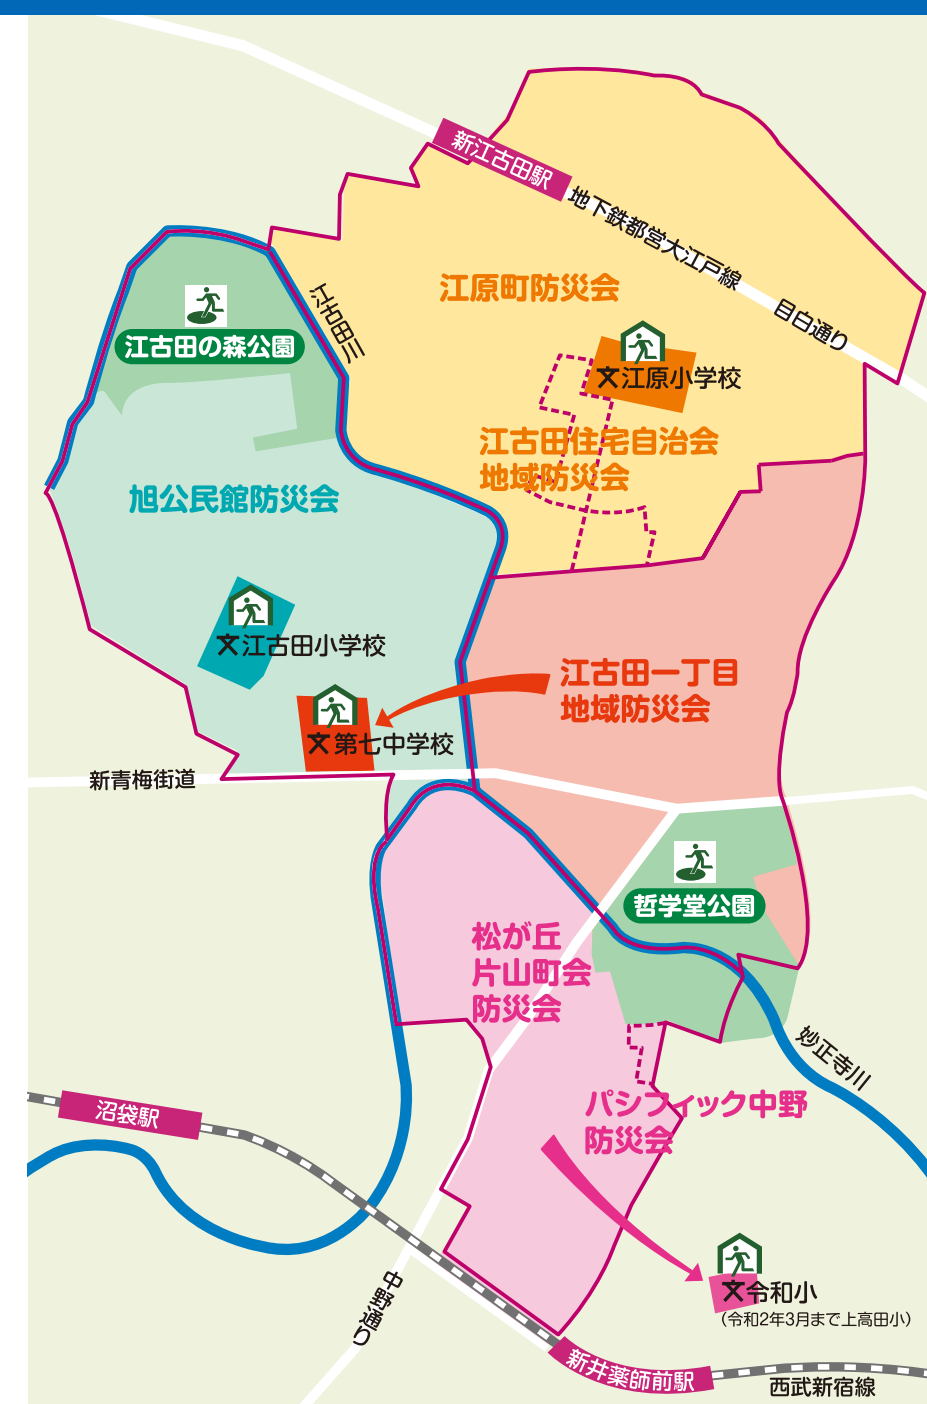 新江古田駅
地下鉄都営大江戸線
目白通り
江原町防災会
江古田川
江古田の森公園
文江原小学校
江古田住宅自治会
地域防災会
旭公民館防災会
文江古田小学校
江古田一丁目
地域防災会
文第七中学校
新青梅街道
哲学堂公園
松が丘
片山町会
防災会
妙正寺川
パシフィック中野
防災会
沼袋駅
中野通り
文令和小
(令和2年3月まで上高田小)
新井薬師前駅
西武新宿線